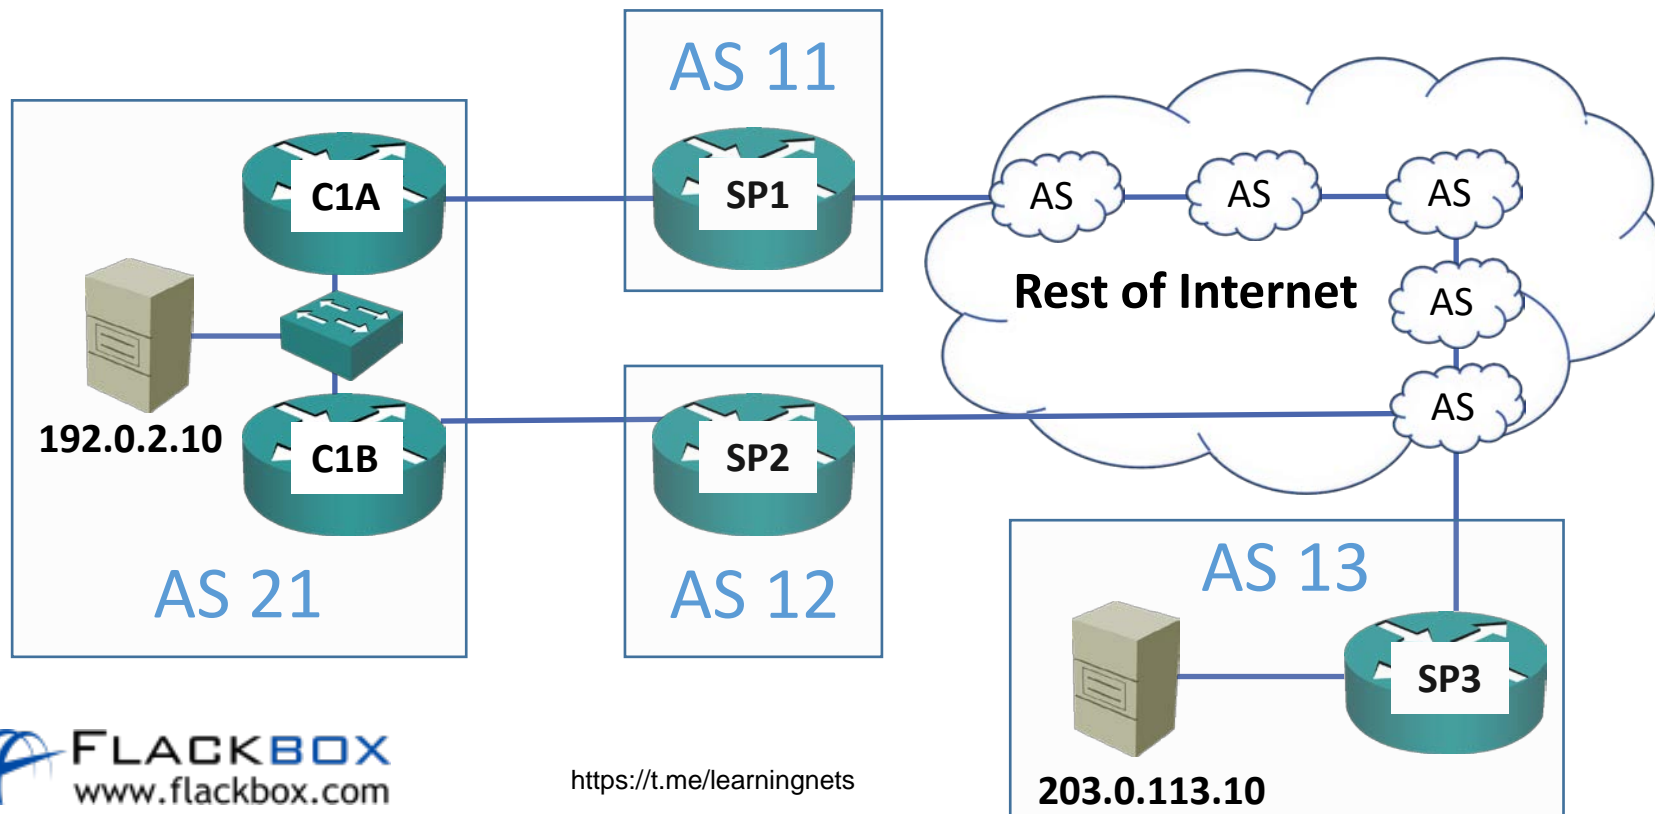 AS 11
C1A
SP1
AS
AS
AS
Rest of Internet
AS
AS
192.0.2.10
C1B
SP2
AS 21
AS 12
AS 13
SP3
203.0.113.10
FLACKBOX
www.flackbox.com
https://t.me/learningnets